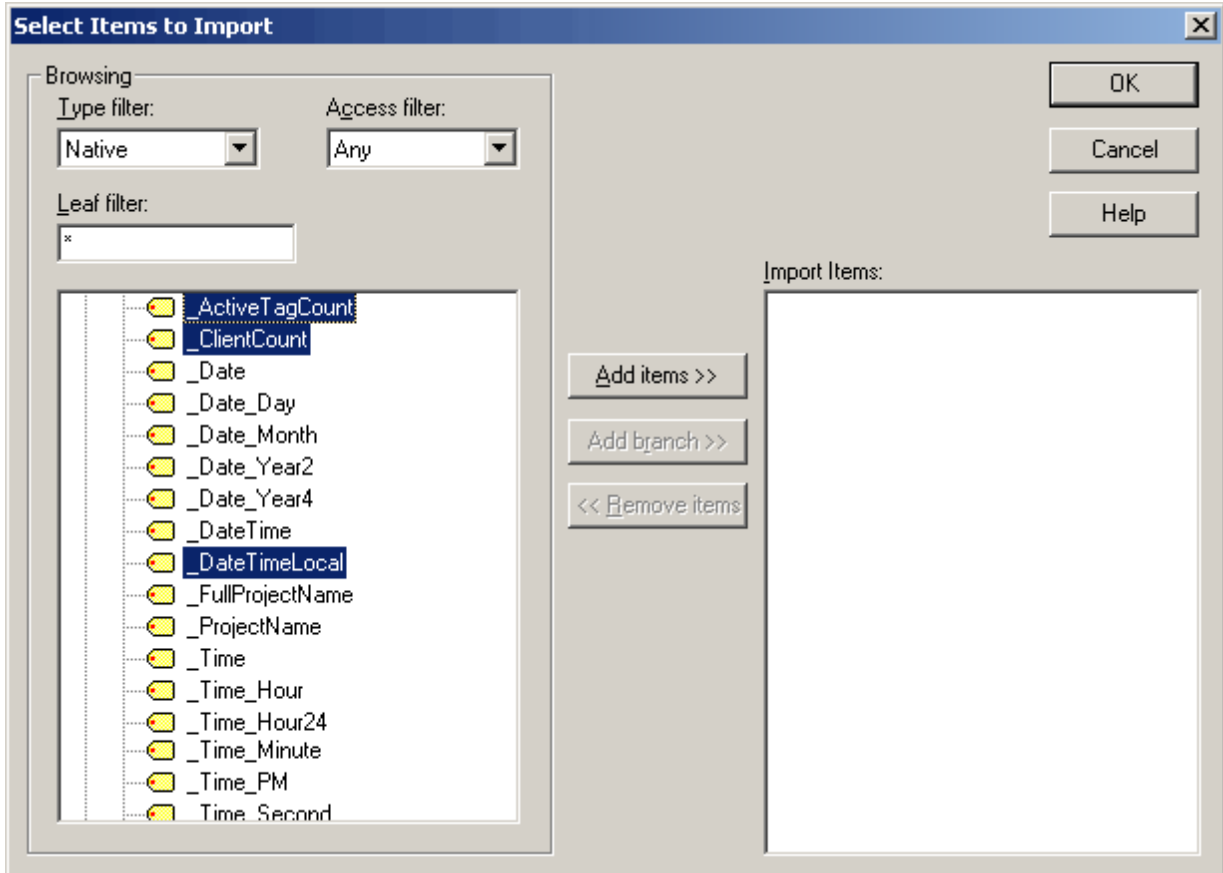 Select Items to Import
Browsing
Type filter:
Access filter:
Native
Any
Leaf filter:
*
_ActiveTagCount
_ClientCount
_Date
_Date_Day
_Date_Month
_Date_Year2
_Date_Year4
_DateTime
_DateTimeLocal
_FullProjectName
_ProjectName
_Time
_Time_Hour
_Time_Hour24
_Time_Minute
_Time_PM
_Time_Second
Add items >>
Add branch >>
<< Remove items
OK
Cancel
Help
Import Items: